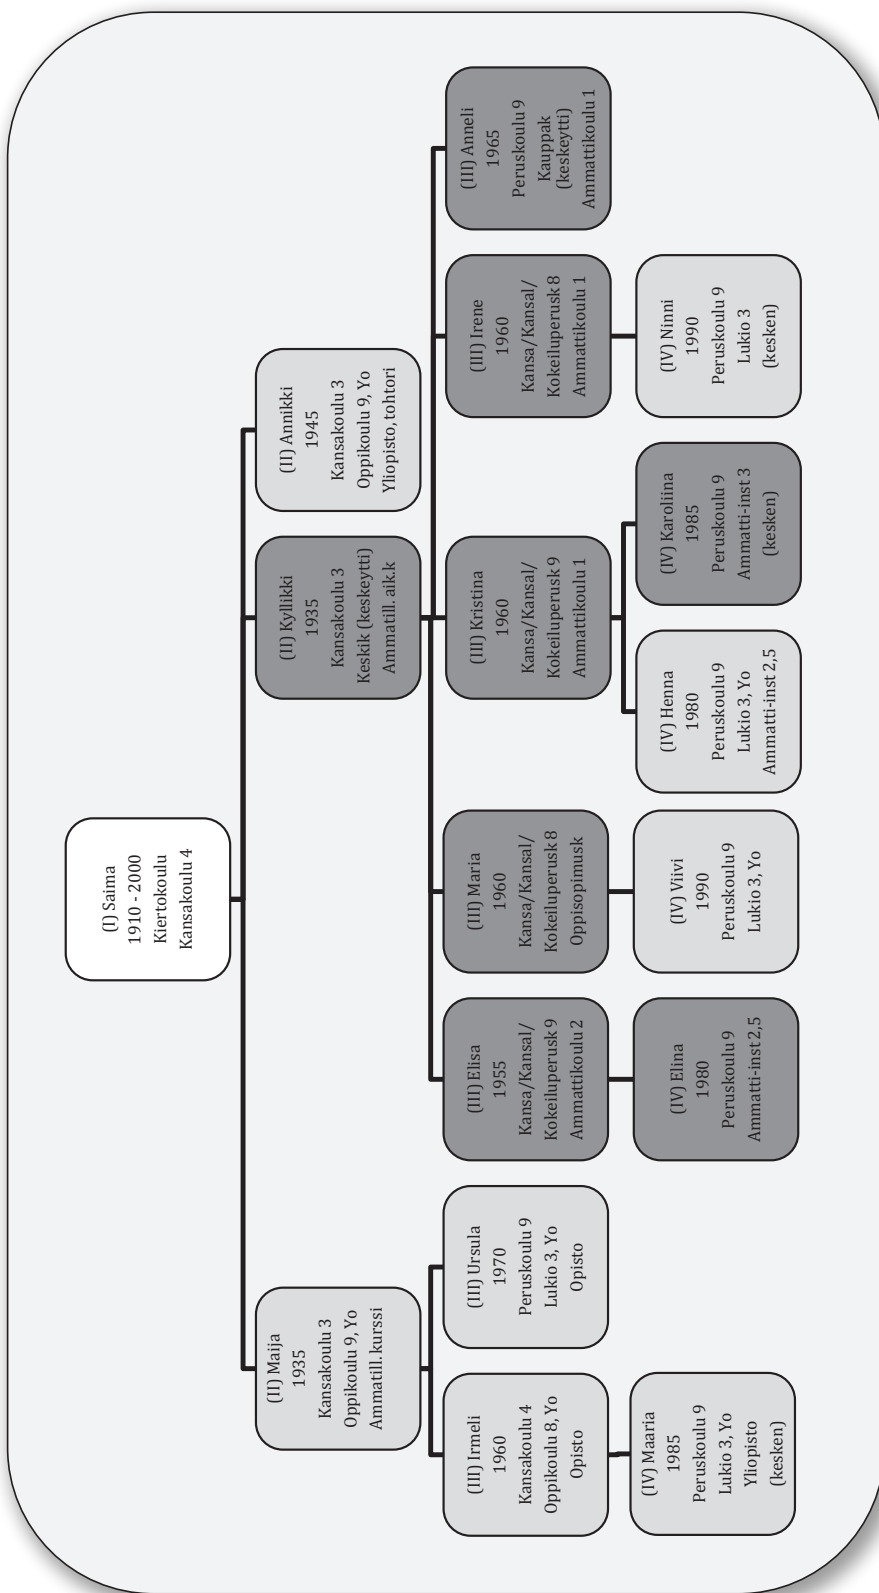 (I) Saima
1910 - 2000
Kiertokoulu
Kansakoulu 4
(II) Maija
1935
Kansakoulu 3
Oppikoulu 9, Yo
Ammatill. kurssi
(II) Kyllikki
1935
Kansakoulu 3
Keskik (keskeytti)
Ammatill. aik.k
(II) Annikki
1945
Kansakoulu 3
Oppikoulu 9, Yo
Yliopisto, tohtori
(III) Irmeli
1960
Kansakoulu 4
Oppikoulu 8, Yo
Opisto
(III) Ursula
1970
Peruskoulu 9
Lukio 3, Yo
Opisto
(III) Elisa
1955
Kansa/Kansal/
Kokeiluperusk 9
Ammattikoulu 2
(III) Maria
1960
Kansa/Kansal/
Kokeiluperusk 8
Oppisopimusk
(III) Kristina
1960
Kansa/Kansal/
Kokeiluperusk 9
Ammattikoulu 1
(III) Irene
1960
Kansa/Kansal/
Kokeiluperusk 8
Ammattikoulu 1
(III) Anneli
1965
Peruskoulu 9
Kauppak
(keskeytti)
Ammattikoulu 1
(IV) Maaria
1985
Peruskoulu 9
Lukio 3, Yo
Yliopisto
(kesken)
(IV) Elina
1980
Peruskoulu 9
Ammatti-inst 2,5
(IV) Viivi
1990
Peruskoulu 9
Lukio 3, Yo
(IV) Henna
1980
Peruskoulu 9
Lukio 3, Yo
Ammatti-inst 2,5
(IV) Karoliina
1985
Peruskoulu 9
Ammatti-inst 3
(kesken)
(IV) Ninni
1990
Peruskoulu 9
Lukio 3
(kesken)